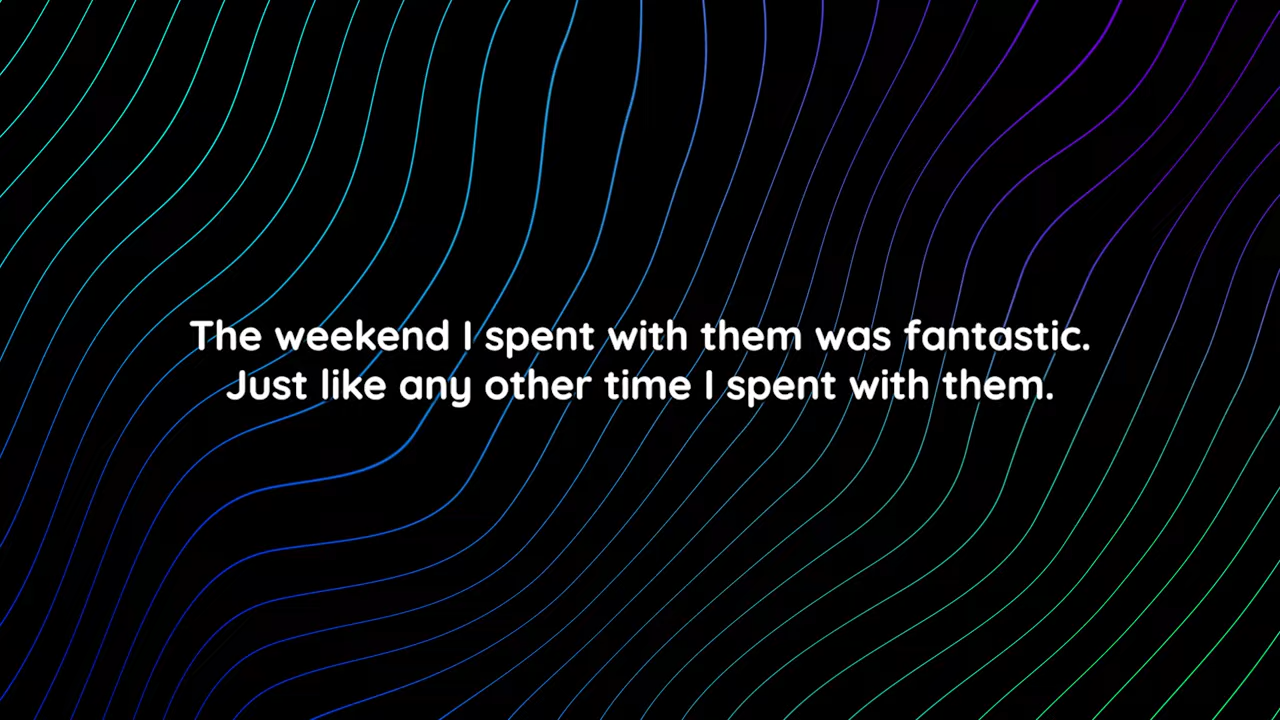 The weekend I spent with them was fantastic.
Just like any other time I spent with them.